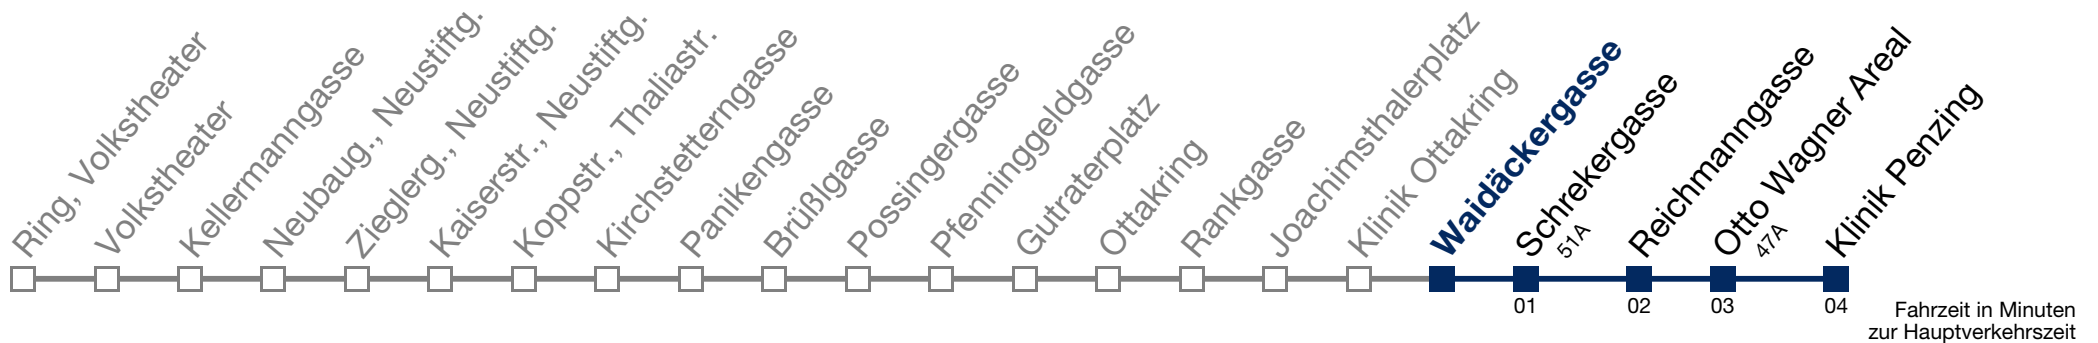 Ring, Volkstheater
Volkstheater
Kellermanngasse
Neubaug., Neustiftg.
Zieglerg., Neustiftg.
Kaiserstr., Neustiftg.
Koppstr., Thaliastr.
Kirchstetterngasse
Panikengasse
Brüßlgasse
Possingergasse
Pfenninggeldgasse
Gutraterplatz
Ottakring
Rankgasse
Joachimsthalerplatz
Klinik Ottakring
Waidäckergasse
Schrekergasse
51A
Reichmanngasse
Otto Wagner Areal
47A
Klinik Penzing
01
02
03
04
Fahrzeit in Minuten
zur Hauptverkehrszeit